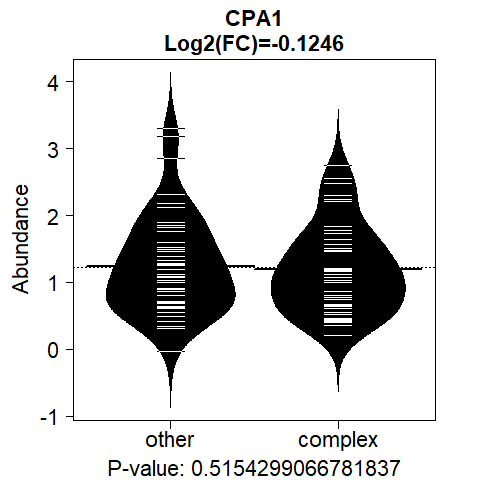 CPA1
Log2(FC)=-0.1246
Abundance
4
3
2
1
0
-1
other complex
P-value: 0.5154299066781837